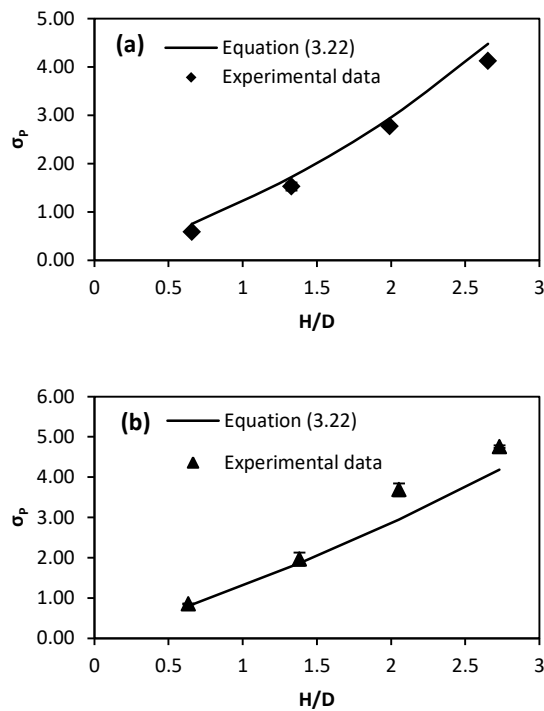 5.00
(a)
Equation (3.22)
4.00
Experimental data
3.00
σP
2.00
1.00
0.00
0 0.5 1 1.5 2 2.5 3
H/D
6.00
(b)
Equation (3.22)
5.00
Experimental data
4.00
σP
3.00
2.00
1.00
0.00
0 0.5 1 1.5 2 2.5 3
H/D